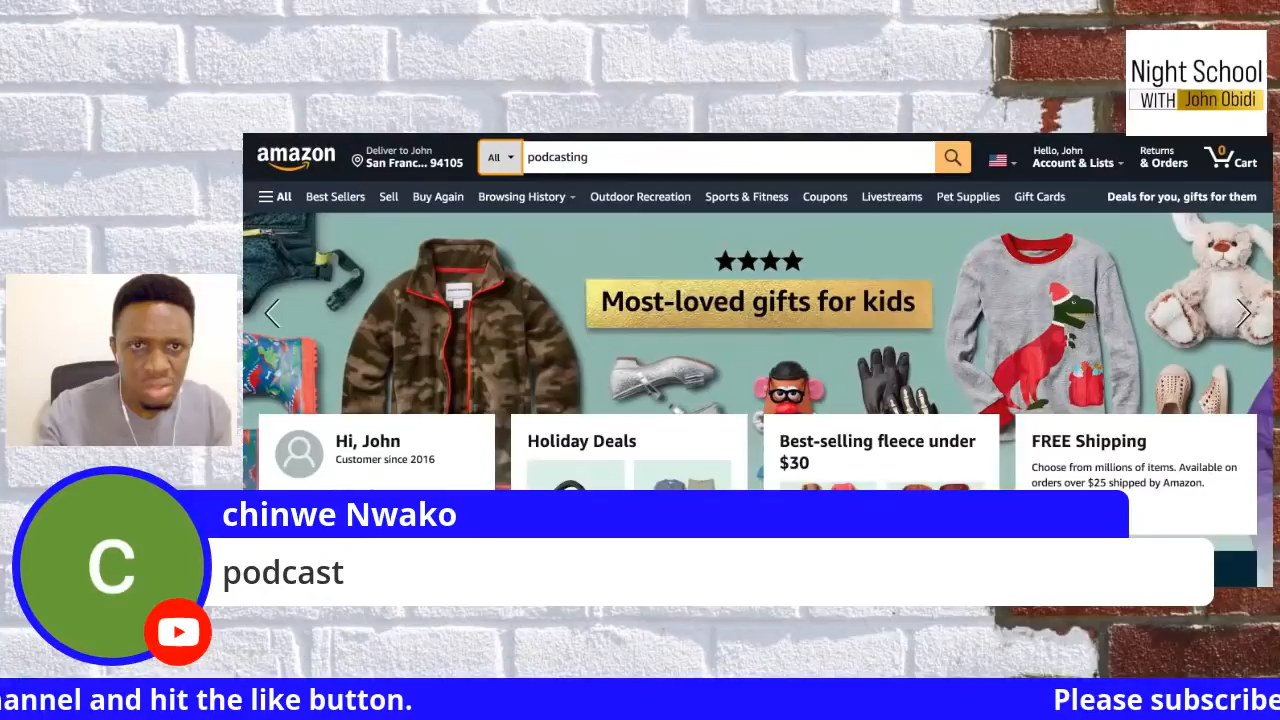 Night School
WITH John Obidi
amazon
Deliver to John
San Franc... 94105
All
podcasting
Hello, John
Account & Lists
Returns
& Orders
0
Cart
All
Best Sellers
Sell
Buy Again
Browsing History
Outdoor Recreation
Sports & Fitness
Coupons
Livestreams
Pet Supplies
Gift Cards
Deals for you, gifts for them
Most-loved gifts for kids
Hi, John
Customer since 2016
Holiday Deals
Best-selling fleece under
$30
FREE Shipping
Choose from millions of items. Available on
orders over $25 shipped by Amazon.
C
chinwe Nwako
podcast
hannel and hit the like button.
Please subscribe